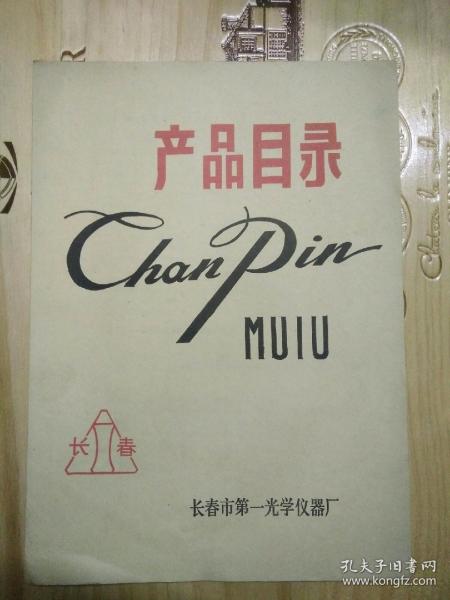 产品目录
Chan Pin
MUIU
长春
长春市第一光学仪器厂
孔夫子旧书网
www.kongfz.com